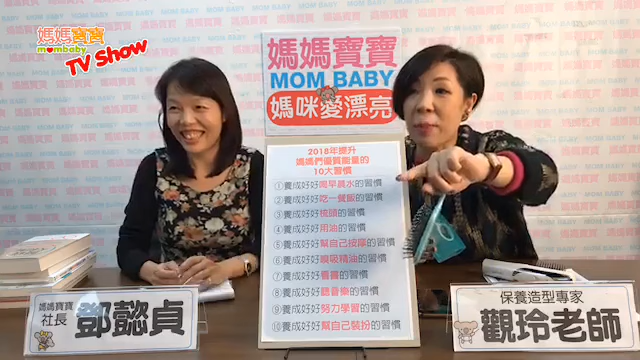 媽媽寶寶
mombaby
TV Show
媽媽寶寶
MOM BABY
媽咪愛漂亮
2018年提升
媽媽們優質能量的
10大習慣
①養成好好喝早晨水的習慣
②養成好好吃一餐飯的習慣
③養成好好梳頭的習慣
④養成好好用油的習慣
⑤養成好好幫自己按摩的習慣
⑥養成好好嗅吸精油的習慣
⑦養成好好看書的習慣
⑧養成好好聽音樂的習慣
⑨養成好好努力學習的習慣
⑩養成好好幫自己裝扮的習慣
媽媽寶寶
社長
鄧懿貞
保養造型專家
觀玲老師